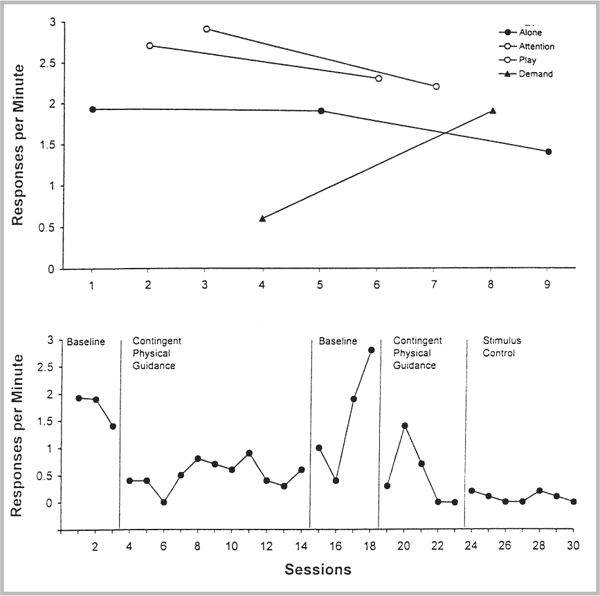 3
Alone
Attention
2.5
Play
Demand
2
1.5
1
0.5
0
Responses per Minute
1 2 3 4 5 6 7 8 9
3
Baseline
Contingent
Physical
Guidance
Baseline
Contingent
Physical
Guidance
Stimulus
Control
2.5
2
1.5
1
0.5
0
Responses per Minute
2 4 6 8 10 12 14 16 18 20 22 24 26 28 30
Sessions